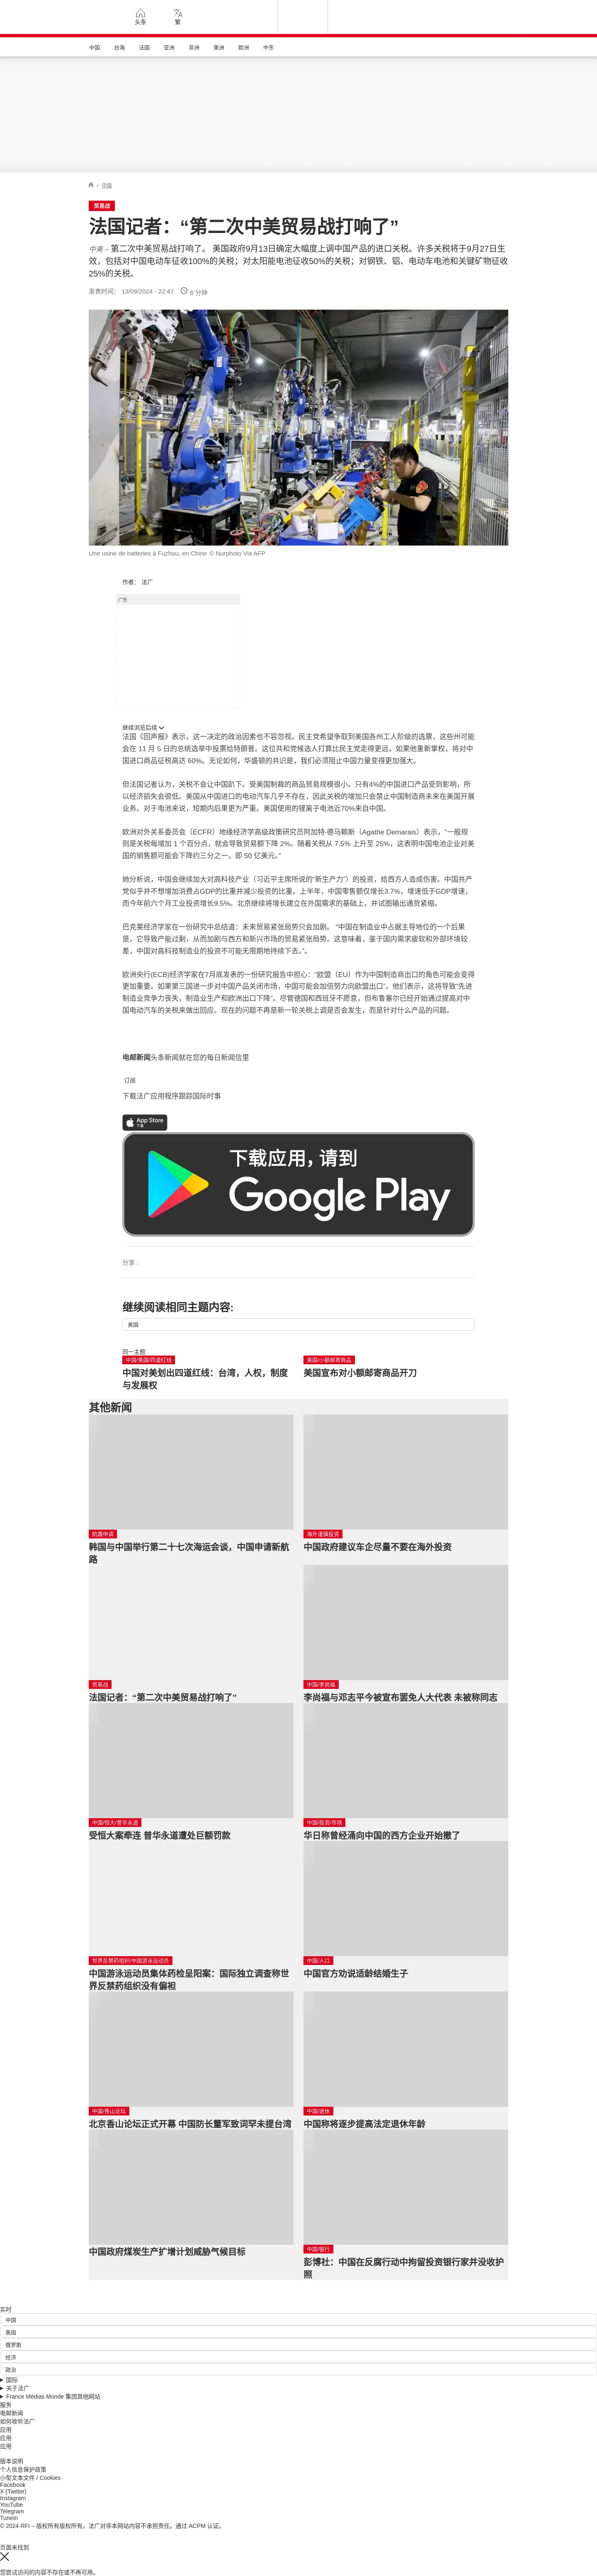 头条
繁
中国
台海
法国
亚洲
非洲
美洲
欧洲
中东
/ 中国
贸易战
法国记者：“第二次中美贸易战打响了”
中美 – 第二次中美贸易战打响了。 美国政府9月13日确定大幅度上调中国产品的进口关税。许多关税将于9月27日生
效，包括对中国电动车征收100%的关税；对太阳能电池征收50%的关税；对钢铁、铝、电动车电池和关键矿物征收
25%的关税。
发表时间： 13/09/2024 - 22:47
6 分钟
Une usine de batteries à Fuzhou, en Chine © Nurphoto Via AFP
作者： 法广
广告
继续浏览后续
法国《回声报》表示，这一决定的政治因素也不容忽视。民主党希望争取到美国各州工人阶级的选票，这些州可能
会在 11 月 5 日的总统选举中投票给特朗普。这位共和党候选人打算比民主党走得更远，如果他重新掌权，将对中
国进口商品征税高达 60%。无论如何，华盛顿的共识是，我们必须阻止中国力量变得更加强大。
但法国记者认为，关税不会让中国趴下。受美国制裁的商品贸易规模很小。只有4%的中国进口产品受到影响，所
以经济损失会很低。美国从中国进口的电动汽车几乎不存在，因此关税的增加只会禁止中国制造商未来在美国开展
业务。对于电池来说，短期内后果更为严重。美国使用的锂离子电池近70%来自中国。
欧洲对外关系委员会（ECFR）地缘经济学高级政策研究员阿加特·德马赖斯（Agathe Demarais）表示，“一般规
则是关税每增加 1 个百分点，就会导致贸易额下降 2%。随着关税从 7.5% 上升至 25%，这表明中国电池企业对美
国的销售额可能会下降约三分之一，即 50 亿美元。”
她分析说，中国会继续加大对高科技产业（习近平主席所说的“新生产力”）的投资，给西方人造成伤害。中国共产
党似乎并不想增加消费占GDP的比重并减少投资的比重。上半年，中国零售额仅增长3.7%，增速低于GDP增速，
而今年前六个月工业投资增长9.5%。北京继续将增长建立在外国需求的基础上，并试图输出通货紧缩。
巴克莱经济学家在一份研究中总结道：未来贸易紧张局势只会加剧。 “中国在制造业中占据主导地位的一个后果
是，它导致产能过剩，从而加剧与西方和新兴市场的贸易紧张局势。这意味着，鉴于国内需求疲软和外部环境较
差，中国对高科技制造业的投资不可能无限期地持续下去。”。
欧洲央行(ECB)经济学家在7月底发表的一份研究报告中担心：“欧盟（EU）作为中国制造商出口的角色可能会变得
更加重要。如果第三国进一步对中国产品关闭市场，中国可能会加倍努力向欧盟出口”。他们表示，这将导致“先进
制造业竞争力丧失，制造业生产和欧洲出口下降”。尽管德国和西班牙不愿意，但布鲁塞尔已经开始通过提高对中
国电动汽车的关税来做出回应。现在的问题不再是新一轮关税上调是否会发生，而是针对什么产品的问题。
电邮新闻头条新闻就在您的每日新闻信里
订阅
下载法广应用程序跟踪国际时事
App Store
下载
下载应用，请到
Google Play
分享 :
继续阅读相同主题内容:
美国
同一主题
中国/美国/四道红线
中国对美划出四道红线：台湾，人权，制度
与发展权
美国/小额邮寄商品
美国宣布对小额邮寄商品开刀
其他新闻
航路申请
韩国与中国举行第二十七次海运会谈，中国申请新航
路
海外谨慎投资
中国政府建议车企尽量不要在海外投资
贸易战
法国记者：“第二次中美贸易战打响了”
中国/李尚福
李尚福与邓志平今被宣布罢免人大代表 未被称同志
中国/恒大/普华永道
受恒大案牵连 普华永道遭处巨额罚款
中国/投资/市场
华日称曾经涌向中国的西方企业开始撤了
世界反禁药组织/中国游泳运动员
中国游泳运动员集体药检呈阳案：国际独立调查称世
界反禁药组织没有偏袒
中国/人口
中国官方劝说适龄结婚生子
中国/香山论坛
北京香山论坛正式开幕 中国防长董军致词罕未提台湾
中国/退休
中国称将逐步提高法定退休年龄
中国政府煤炭生产扩增计划威胁气候目标
中国/银行
彭博社：中国在反腐行动中拘留投资银行家并没收护
照
实时
中国
美国
俄罗斯
经济
政治
国际
关于法广
France Médias Monde 集团其他网站
服务
电邮新闻
如何收听法广
应用
应用
应用
版本说明
个人信息保护政策
小型文本文件 / Cookies
Facebook
X (Twitter)
Instagram
YouTube
Telegram
TuneIn
© 2024 RFI – 版权所有版权所有。法广对非本网站内容不承担责任。通过 ACPM 认证。
页面未找到
您尝试访问的内容不存在或不再可用。